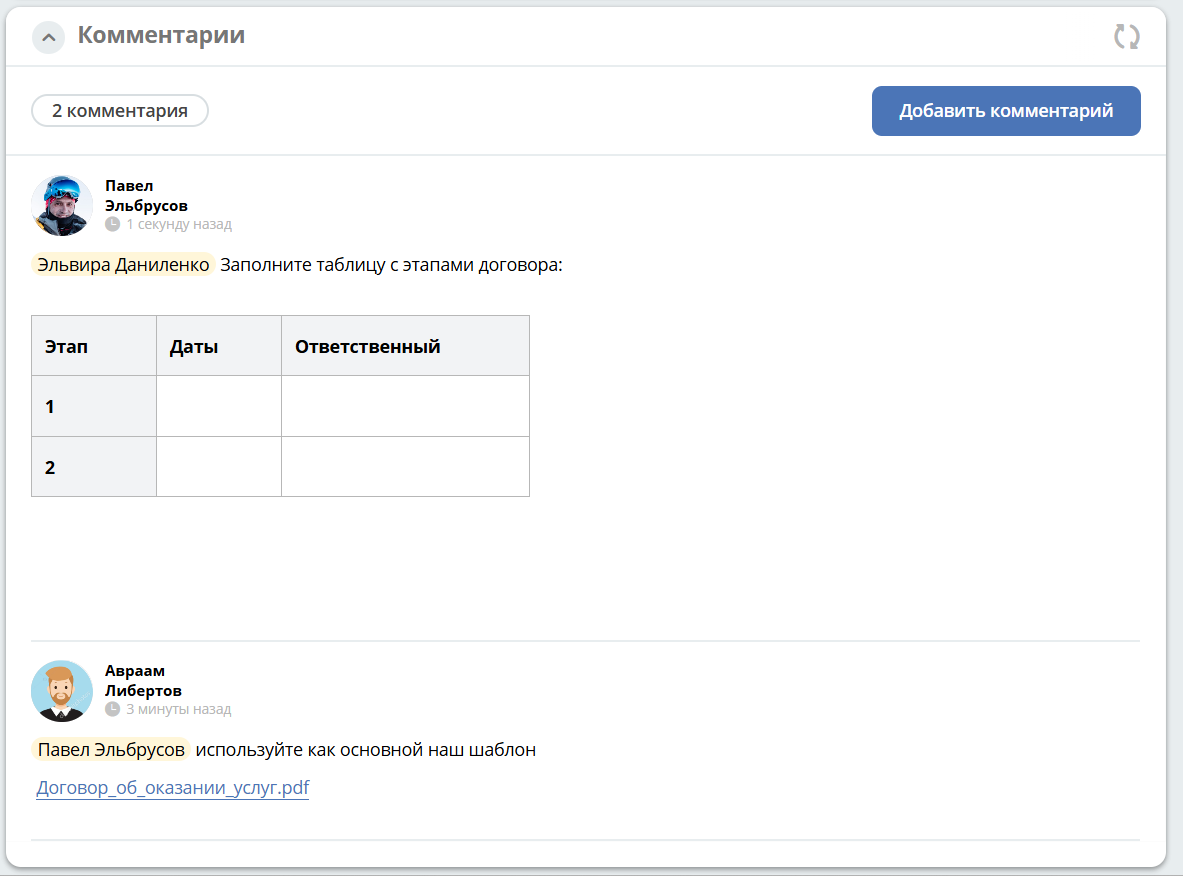 Комментарии
2 комментария
Добавить комментарий
Павел
Эльбрусов
1 секунду назад
Эльвира Даниленко Заполните таблицу с этапами договора:
Этап Даты Ответственный
1
2
Авраам
Либертов
3 минуты назад
Павел Эльбрусов используйте как основной наш шаблон
Договор_об_оказании_услуг.pdf